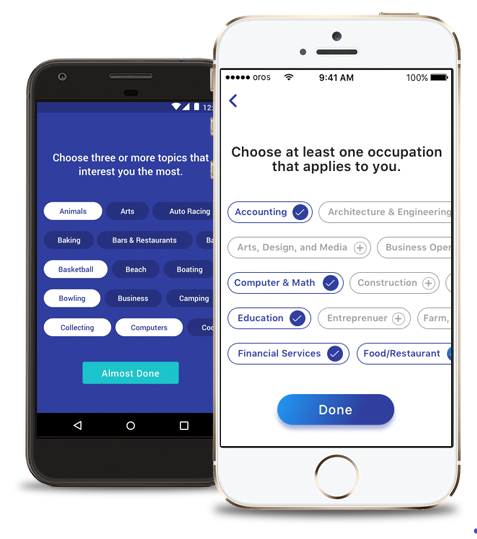 12:
Choose three or more topics that
interest you the most.
Animals Arts Auto Racing
Baking Bars & Restaurants Ba
Basketball Beach Boating
Bowling Business Camping
Collecting Computers Coo
Almost Done
oros 9:41 AM 100%
Choose at least one occupation
that applies to you.
Accounting Architecture & Engineering
Arts, Design, and Media Business Oper
Computer & Math Construction
Education Entreprenuer Farm,
Financial Services Food/Restaurant
Done